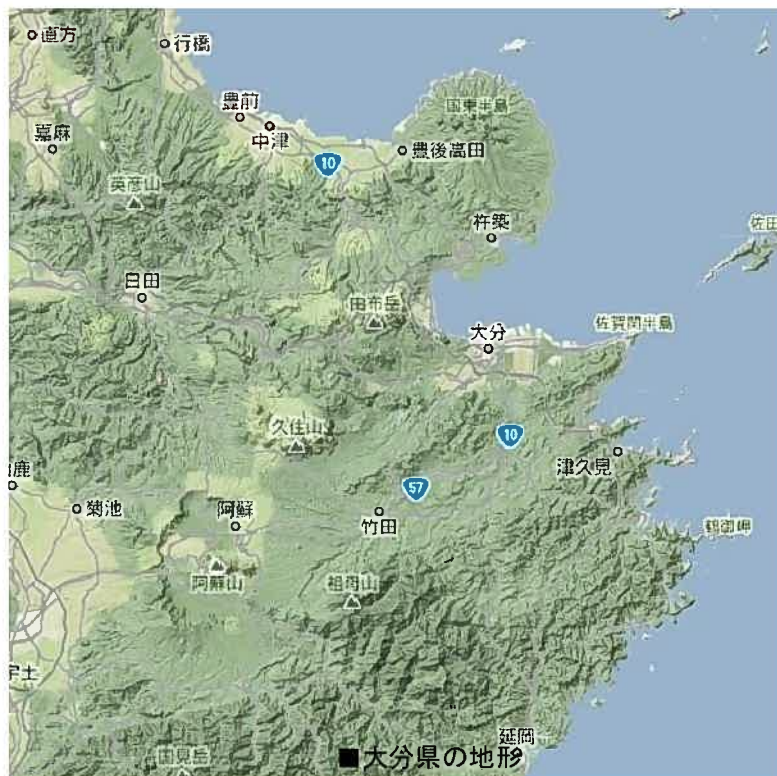 直方
行橋
国東半島
豊前
中津
嘉麻
10
豊後高田
英彦山
杵築
佐田
日田
由布岳
佐賀関半島
大分
久住山
10
津久見
鹿
57
菊池
阿蘇
竹田
鶴御岬
阿蘇山
祖母山
宇土
延岡
国見岳
■大分県の地形